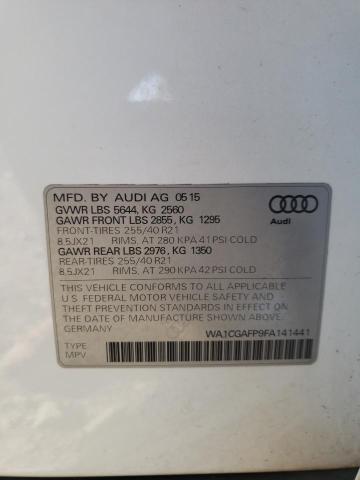 MFD. BY AUDI AG 05 15
GVWR LBS 5644, KG 2560
GAWR FRONT LBS 2855, KG 1295
FRONT-TIRES 255/40 R21
8.5JX21 RIMS, AT 280 KPA 41 PSI COLD
GAWR REAR LBS 2976, KG 1350
REAR-TIRES 255/40 R21
8.5JX21 RIMS, AT 290 KPA 42 PSI COLD
Audi
THIS VEHICLE CONFORMS TO ALL APPLICABLE
U.S. FEDERAL MOTOR VEHICLE SAFETY AND
THEFT PREVENTION STANDARDS IN EFFECT ON
THE DATE OF MANUFACTURE SHOWN ABOVE.
GERMANY
WA1CGAFP9FA141441
TYPE
MPV